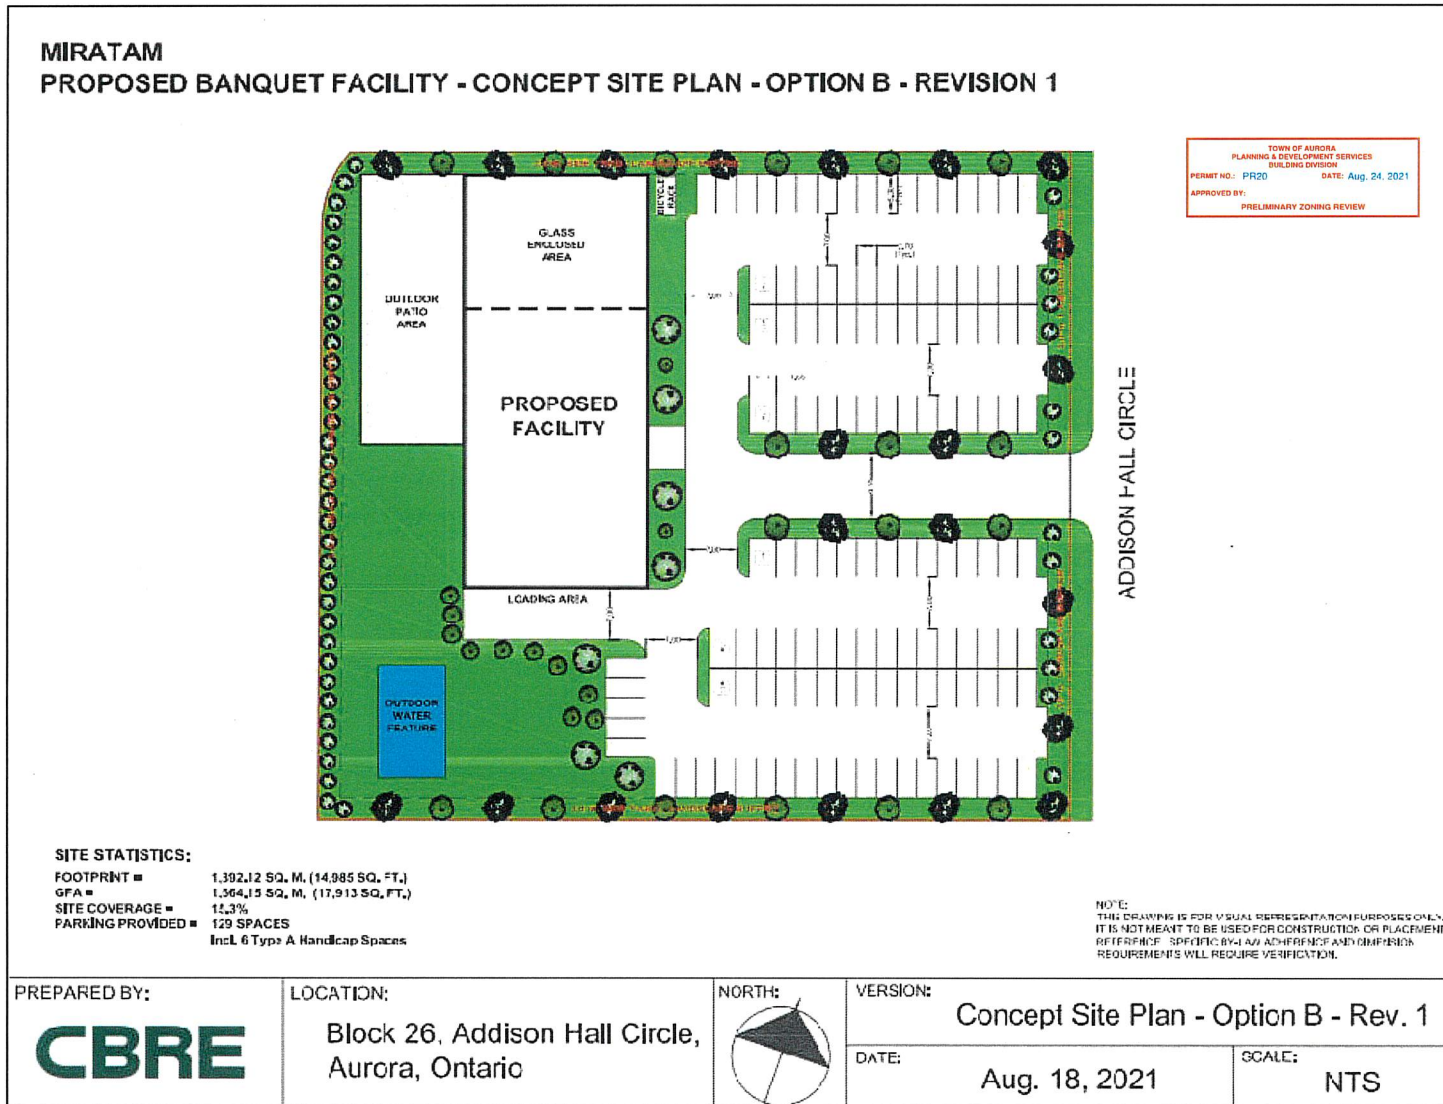 MIRATAM
PROPOSED BANQUET FACILITY - CONCEPT SITE PLAN - OPTION B - REVISION 1
TOWN OF AURORA
PLANNING & DEVELOPMENT SERVICES
BUILDING DIVISION
PERMIT NO.: PR20 DATE: Aug. 24, 2021
APPROVED BY:
PRELIMINARY ZONING REVIEW
BICYCLE
RACK
GLASS
ENCLOSED
AREA
OUTDOOR
PATIO
AREA
PROPOSED
FACILITY
ADDISON HALL CIRCLE
LOADING AREA
OUTDOOR
WATER
FEATURE
SITE STATISTICS:
FOOTPRINT = 1,392.12 SQ. M. (14,985 SQ. FT.)
GFA = SQ. M. (17,913 SQ. FT.)
SITE COVERAGE =
PARKING PROVIDED = 129 SPACES
Incl. 6 Type A Handicap Spaces
NOTE:
THIS DRAWING IS FOR VISUAL REPRESENTATION PURPOSES ONLY.
IT IS NOT MEANT TO BE USED FOR CONSTRUCTION OR PLACEMENT
REFERENCE. SPECIFIC BY-LAW ADHERENCE AND DIMENSION
REQUIREMENTS WILL REQUIRE VERIFICATION.
PREPARED BY:
CBRE
LOCATION:
Block 26, Addison Hall Circle,
Aurora, Ontario
NORTH:
VERSION:
Concept Site Plan - Option B - Rev. 1
DATE:
Aug. 18, 2021
SCALE:
NTS